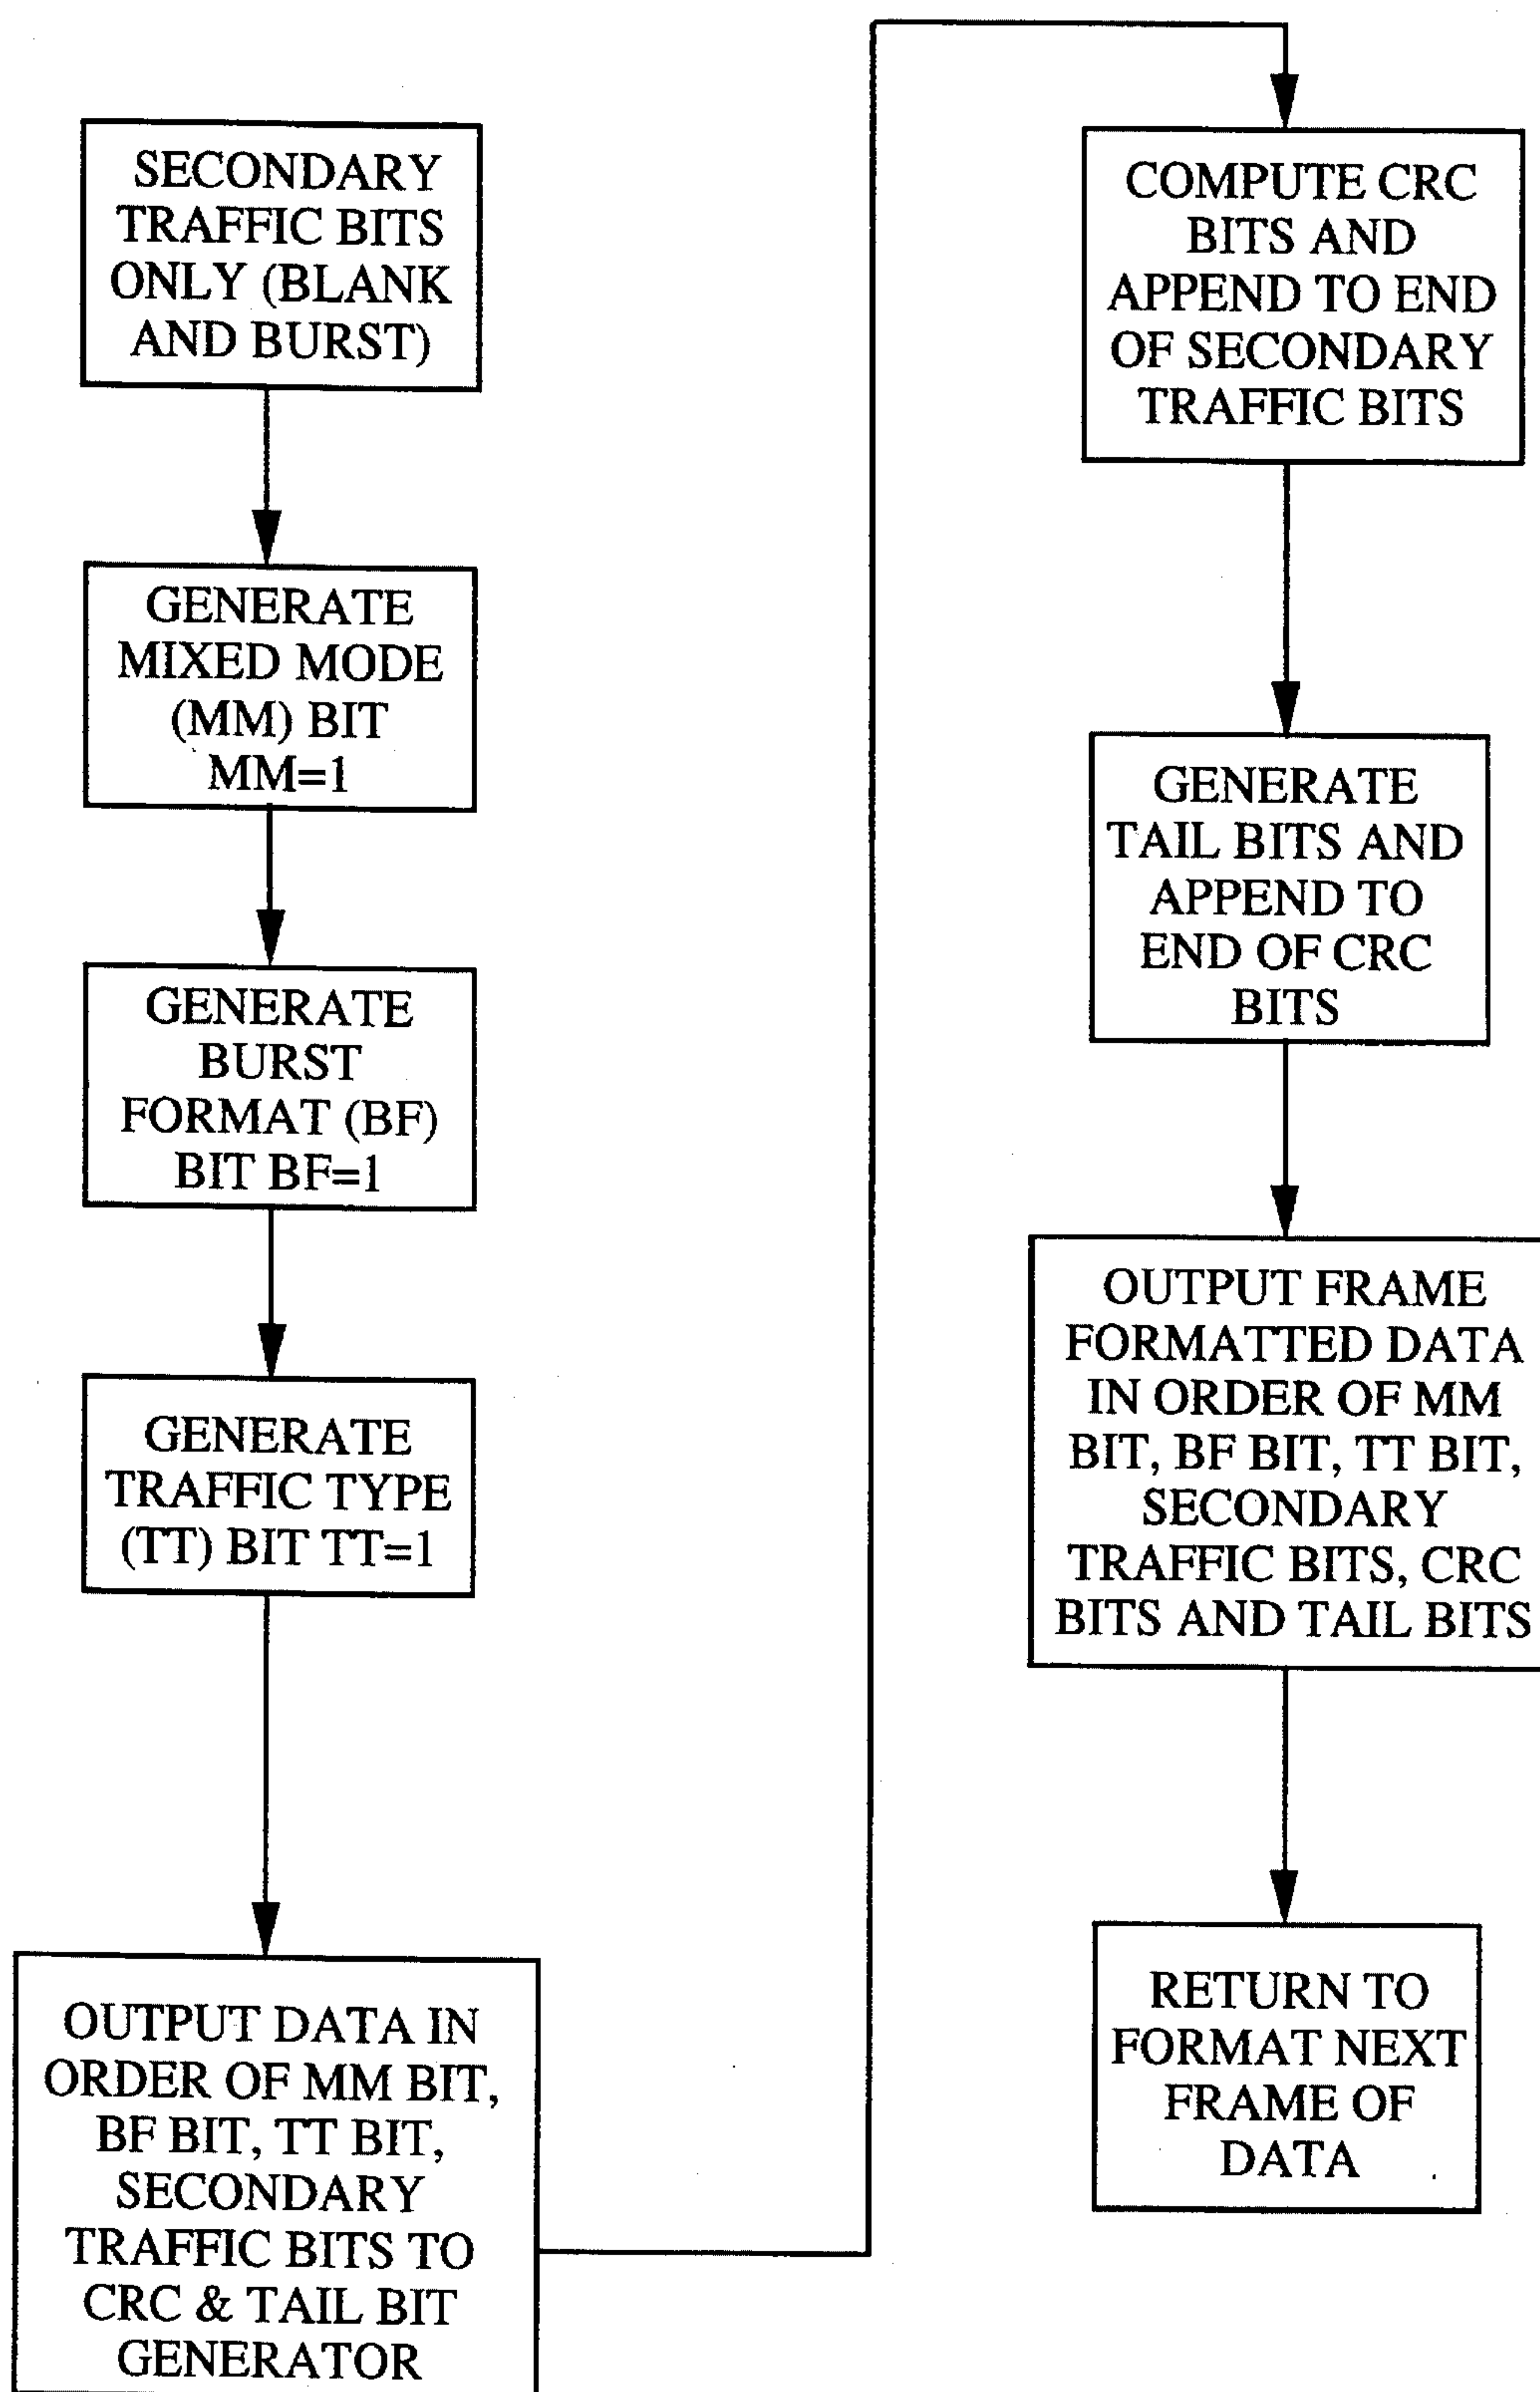 SECONDARY
TRAFFIC BITS
ONLY (BLANK
AND BURST)
GENERATE
MIXED MODE
(MM) BIT
MM=1
GENERATE
BURST
FORMAT (BF)
BIT BF=1
GENERATE
TRAFFIC TYPE
(TT) BIT TT=1
OUTPUT DATA IN
ORDER OF MM BIT,
BF BIT, TT BIT,
SECONDARY
TRAFFIC BITS TO
CRC & TAIL BIT
GENERATOR
COMPUTE CRC
BITS AND
APPEND TO END
OF SECONDARY
TRAFFIC BITS
GENERATE
TAIL BITS AND
APPEND TO
END OF CRC
BITS
OUTPUT FRAME
FORMATTED DATA
IN ORDER OF MM
BIT, BF BIT, TT BIT,
SECONDARY
TRAFFIC BITS, CRC
BITS AND TAIL BITS
RETURN TO
FORMAT NEXT
FRAME OF
DATA